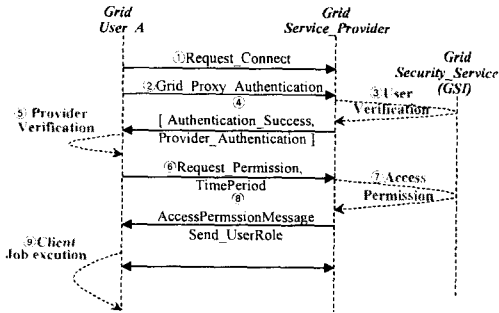 Grid
User_A
Grid
Service_Provider
Grid
Security_Service
(GSI)
①Request_Connect
②Grid_Proxy_Authentication
③User
Verification
④
[ Authentication_Success,
Provider_Authentication ]
⑤ Provider
Verification
⑥Request_Permission,
TimePeriod
⑦Access
Permission
⑧
AccessPermssionMessage
Send_UserRole
⑨Client
Job excution